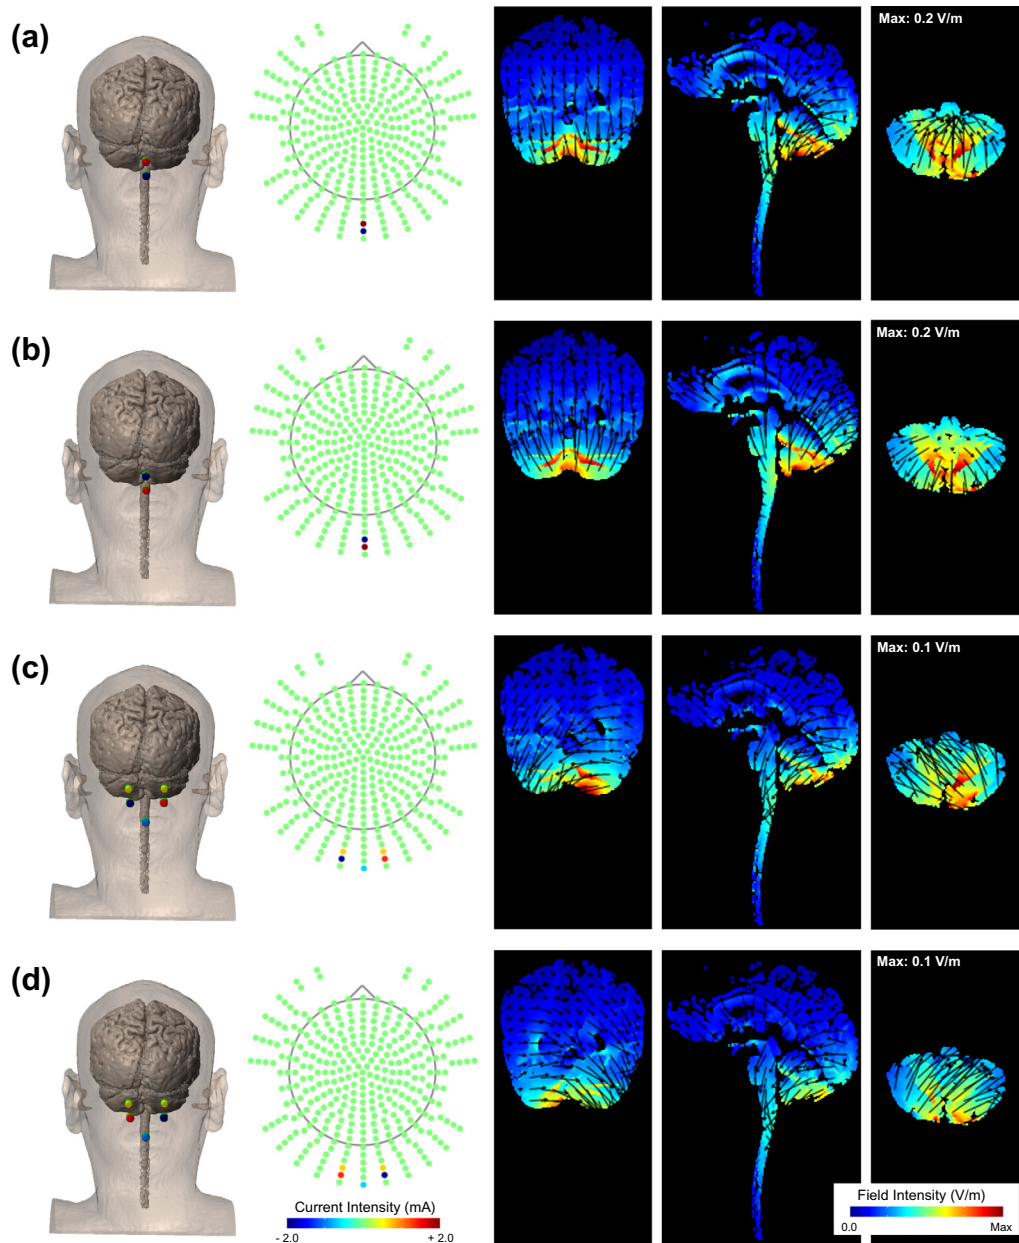 (a)
Max: 0.2 V/m
(b)
Max: 0.2 V/m
(c)
Max: 0.1 V/m
(d)
Max: 0.1 V/m
Current Intensity (mA)
- 2.0 + 2.0
Field Intensity (V/m)
0.0 Max